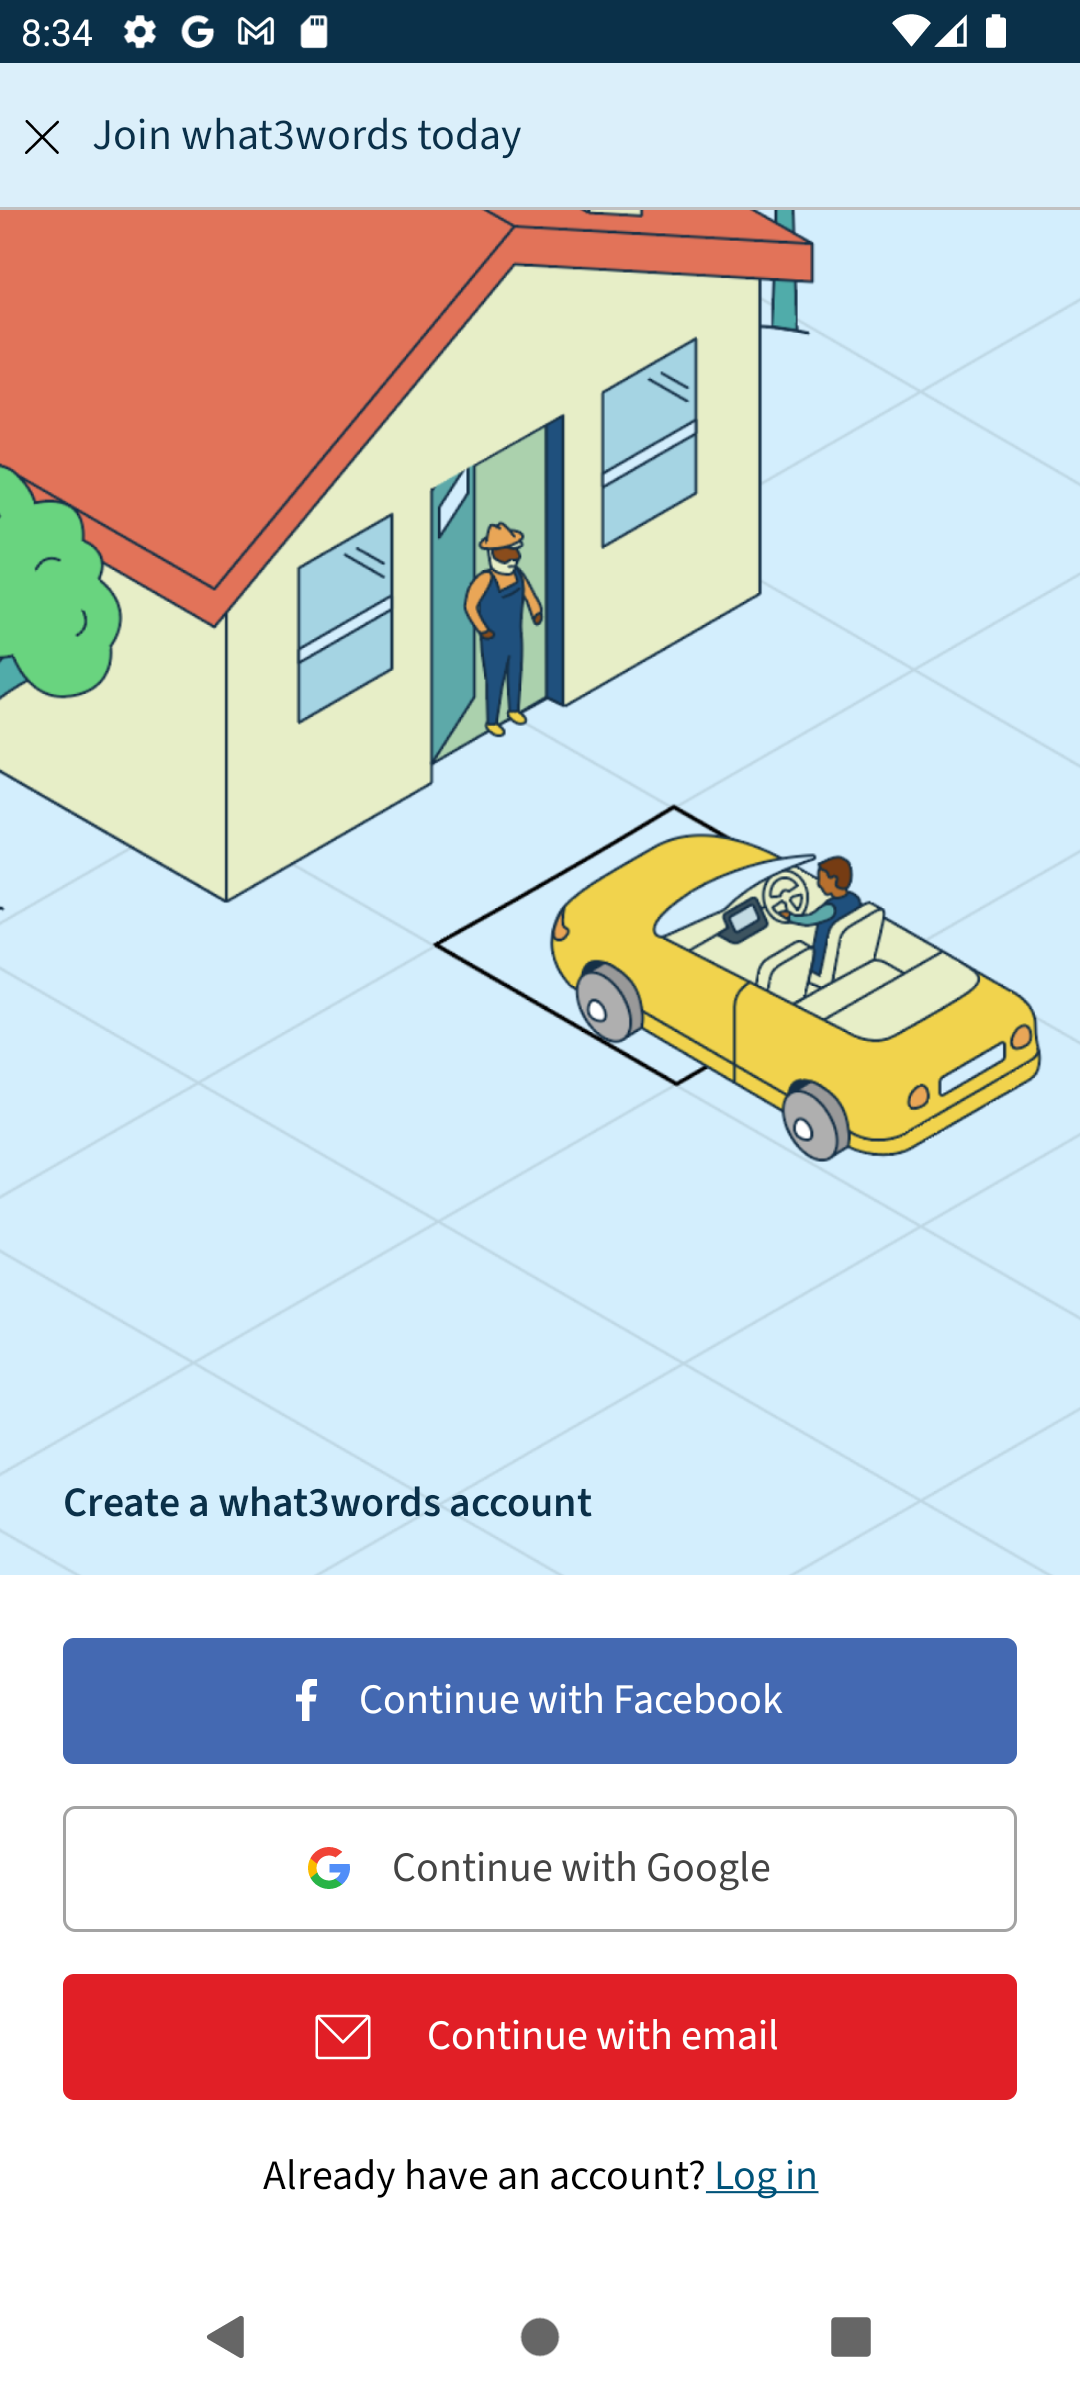 8:34
Join what3words today
Create a what3words account
Continue with Facebook
Continue with Google
Continue with email
Already have an account? Log in